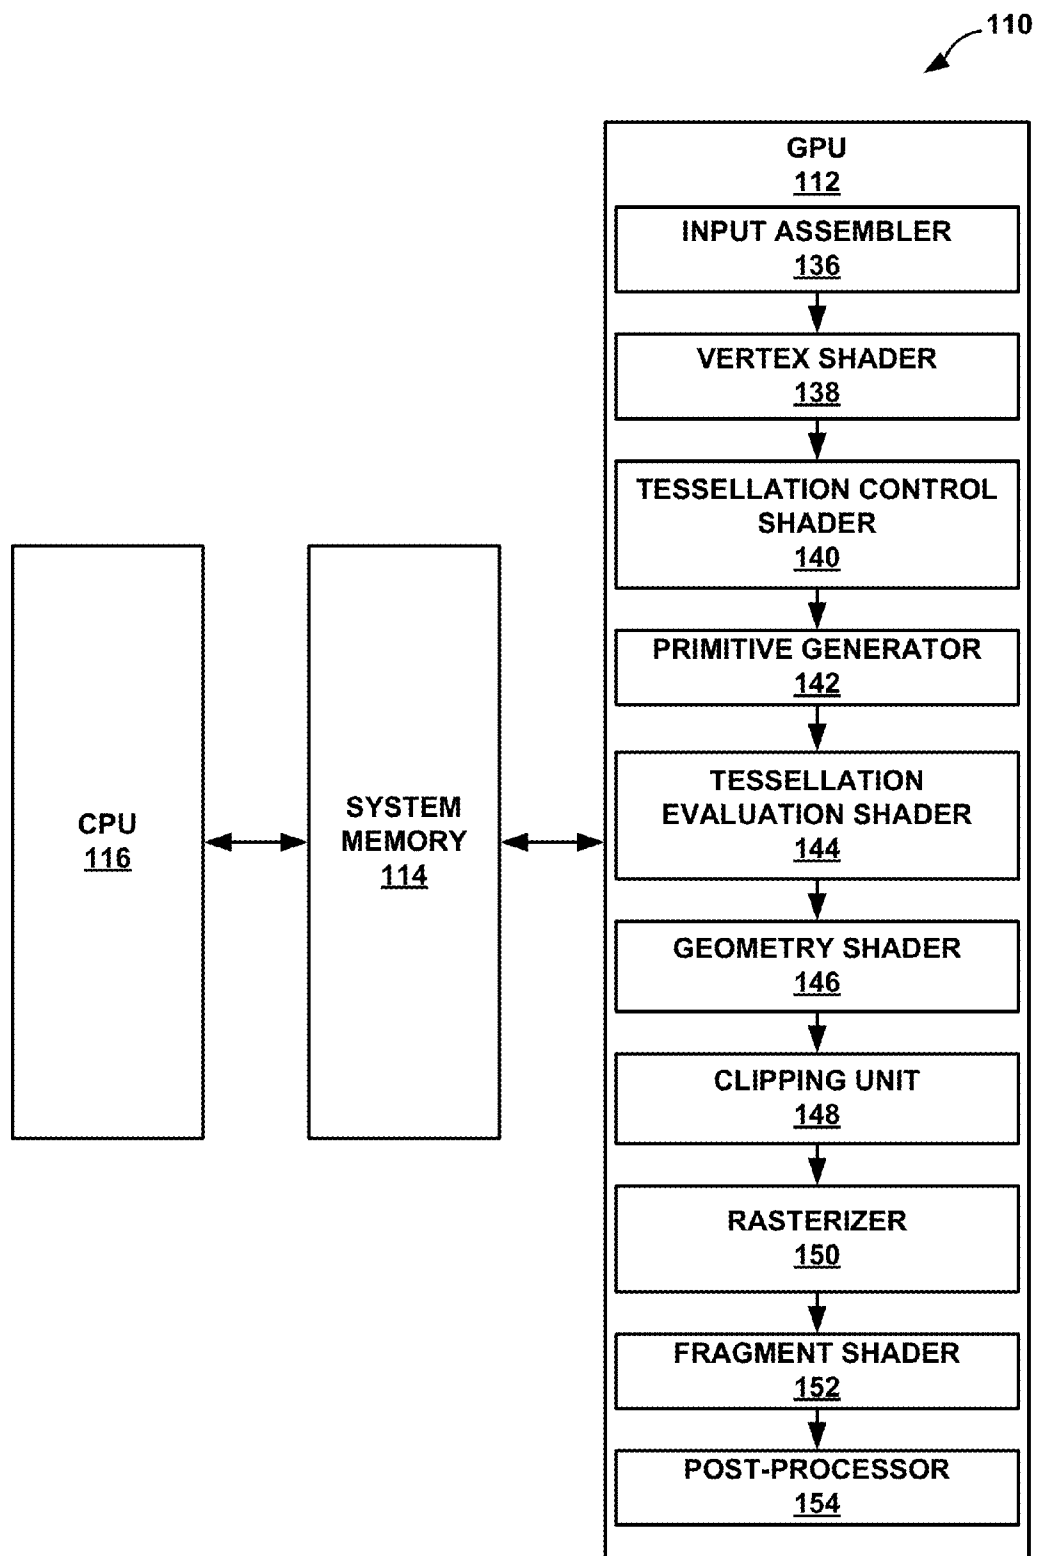 110
GPU
112
INPUT ASSEMBLER
136
VERTEX SHADER
138
TESSELLATION CONTROL
SHADER
140
PRIMITIVE GENERATOR
142
TESSELLATION
EVALUATION SHADER
144
GEOMETRY SHADER
146
CLIPPING UNIT
148
RASTERIZER
150
FRAGMENT SHADER
152
POST-PROCESSOR
154
CPU
116
SYSTEM
MEMORY
114